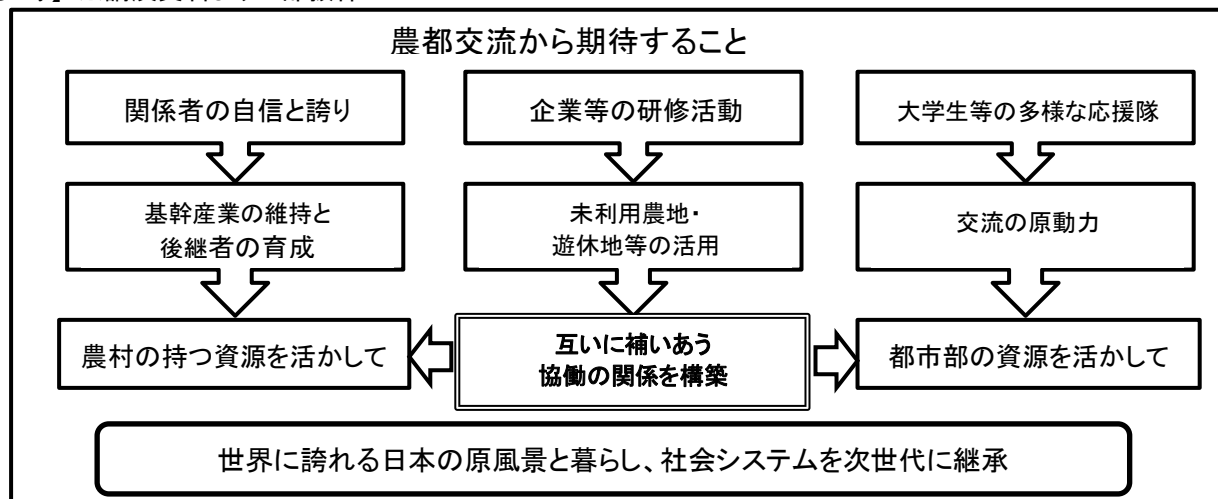 農都交流から期待すること
関係者の自信と誇り
企業等の研修活動
大学生等の多様な応援隊
基幹産業の維持と
後継者の育成
未利用農地・
遊休地等の活用
交流の原動力
農村の持つ資源を活かして
互いに補いあう
協働の関係を構築
都市部の資源を活かして
世界に誇れる日本の原風景と暮らし、社会システムを次世代に継承